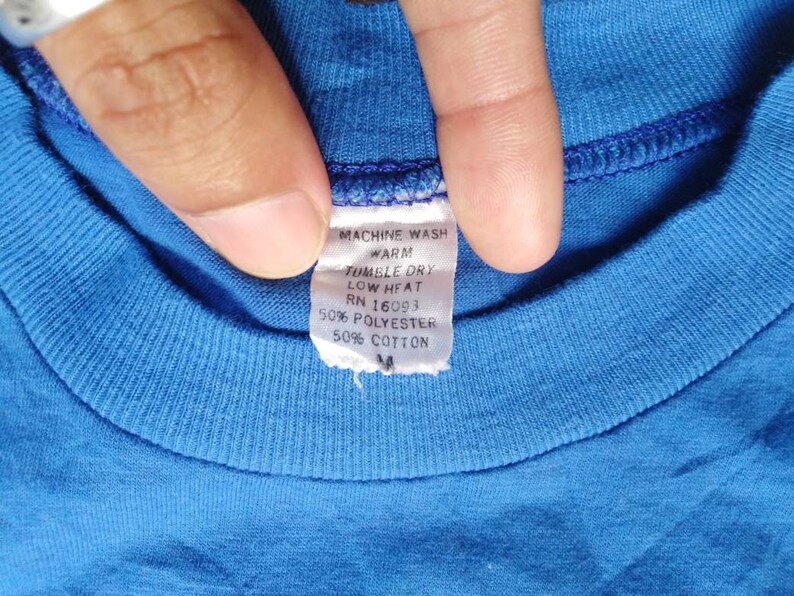 MACHINE WASH
WARM
TUMBLE DRY
LOW HEAT
RN 16093
50% POLYESTER
50% COTTON
M